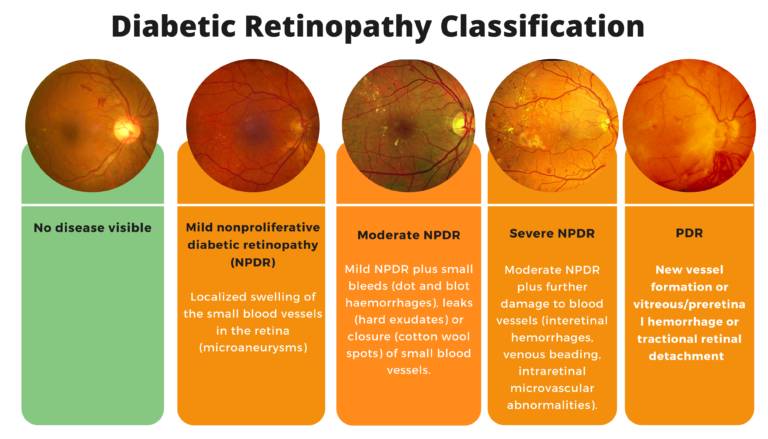 Diabetic Retinopathy Classification
No disease visible
Mild nonproliferative
diabetic retinopathy
(NPDR)
Localized swelling of
the small blood vessels
in the retina
(microaneurysms)
Moderate NPDR
Mild NPDR plus small
bleeds (dot and blot
haemorrhages), leaks
(hard exudates) or
closure (cotton wool
spots) of small blood
vessels.
Severe NPDR
Moderate NPDR
plus further
damage to blood
vessels (interetinal
hemorrhages,
venous beading,
intraretinal
microvascular
abnormalities).
PDR
New vessel
formation or
vitreous/preretina
l hemorrhage or
tractional retinal
detachment